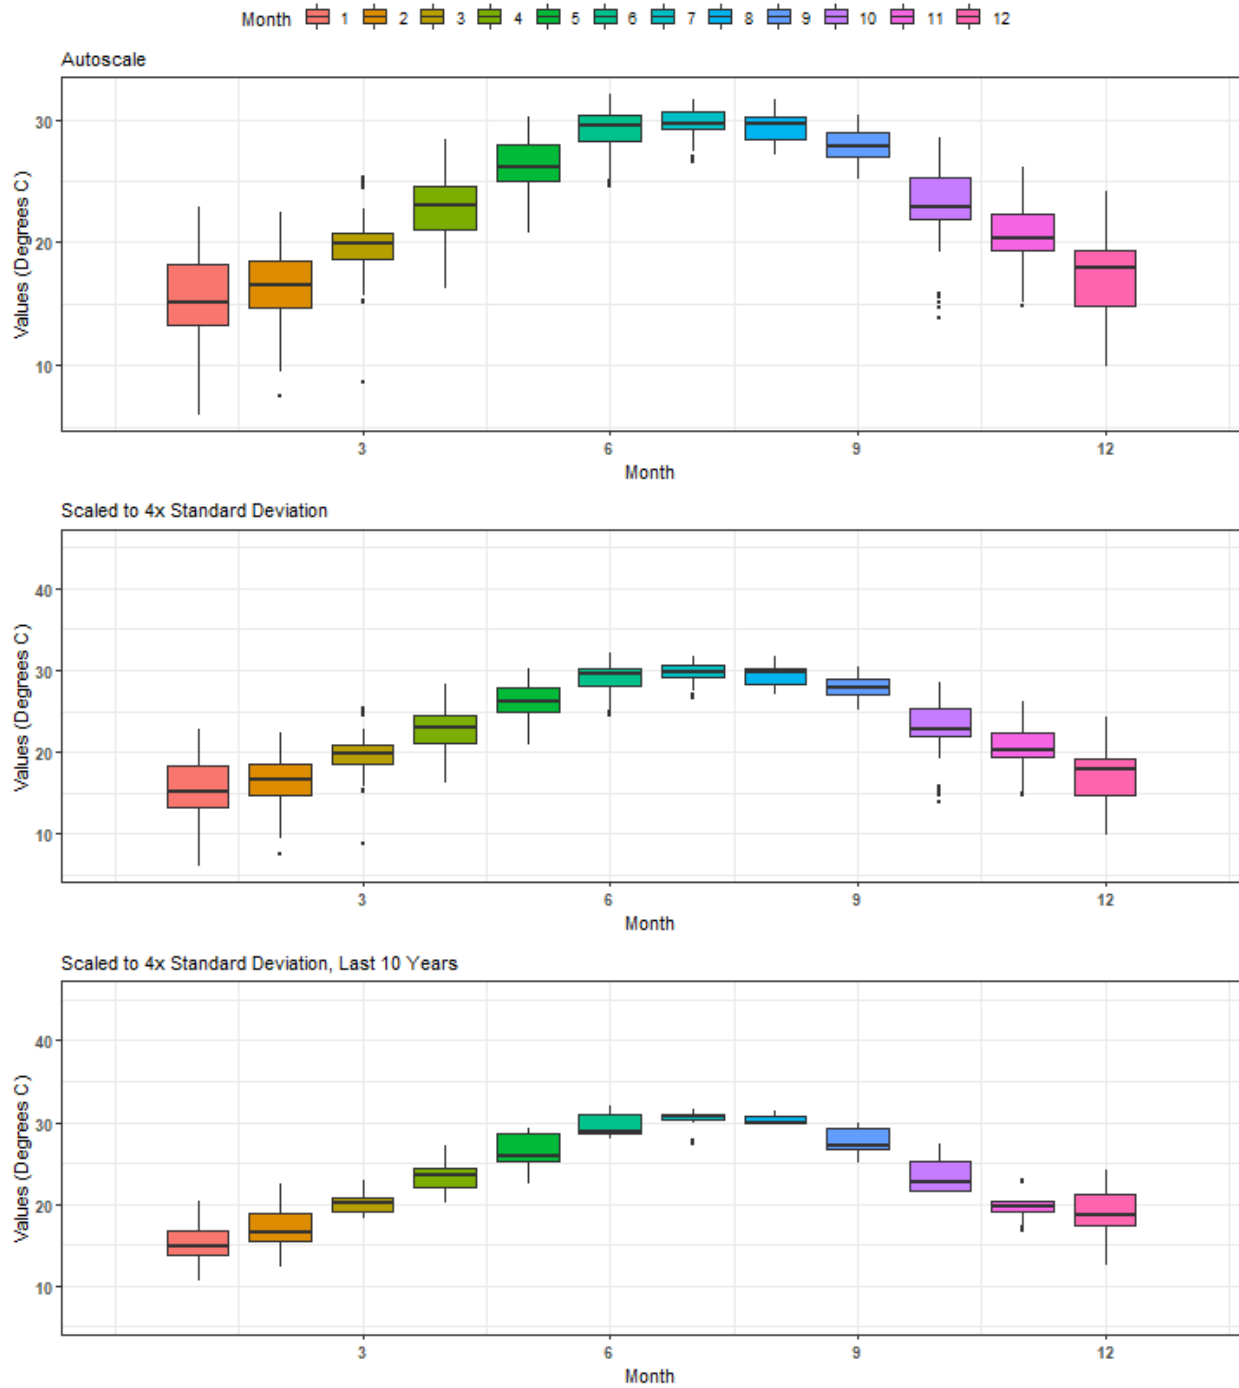 Month 1 2 3 4 5 6 7 8 9 10 11 12
Autoscale
Values (Degrees C)
30
20
10
3 6 9 12
Month
Scaled to 4x Standard Deviation
Values (Degrees C)
40
30
20
10
3 6 9 12
Month
Scaled to 4x Standard Deviation, Last 10 Years
Values (Degrees C)
40
30
20
10
3 6 9 12
Month